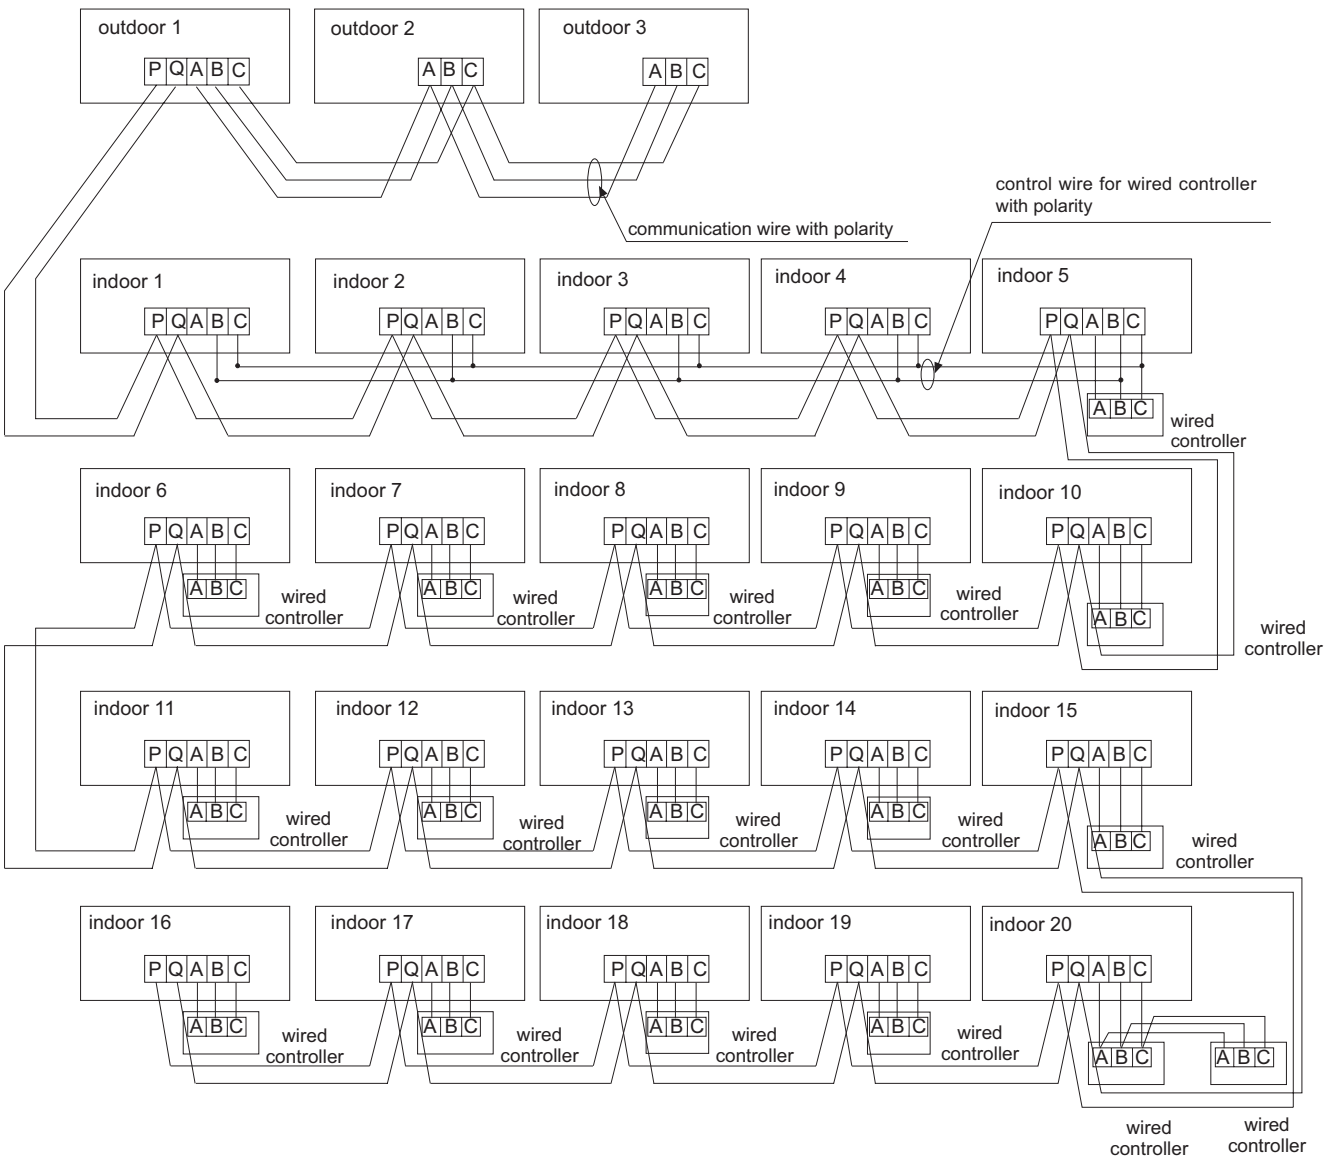 outdoor 1
outdoor 2
outdoor 3
P Q A B C
A B C
A B C
control wire for wired controller
with polarity
communication wire with polarity
indoor 1
indoor 2
indoor 3
indoor 4
indoor 5
P Q A B C
P Q A B C
P Q A B C
P Q A B C
P Q A B C
A B C
wired
controller
indoor 6
indoor 7
indoor 8
indoor 9
indoor 10
P Q A B C
P Q A B C
P Q A B C
P Q A B C
P Q A B C
A B C
wired
controller
A B C
wired
controller
A B C
wired
controller
A B C
wired
controller
A B C
wired
controller
indoor 11
indoor 12
indoor 13
indoor 14
indoor 15
P Q A B C
P Q A B C
P Q A B C
P Q A B C
P Q A B C
A B C
wired
controller
A B C
wired
controller
A B C
wired
controller
A B C
wired
controller
A B C
wired
controller
indoor 16
indoor 17
indoor 18
indoor 19
indoor 20
P Q A B C
P Q A B C
P Q A B C
P Q A B C
P Q A B C
A B C
wired
controller
A B C
wired
controller
A B C
wired
controller
A B C
wired
controller
A B C
A B C
wired
controller
wired
controller